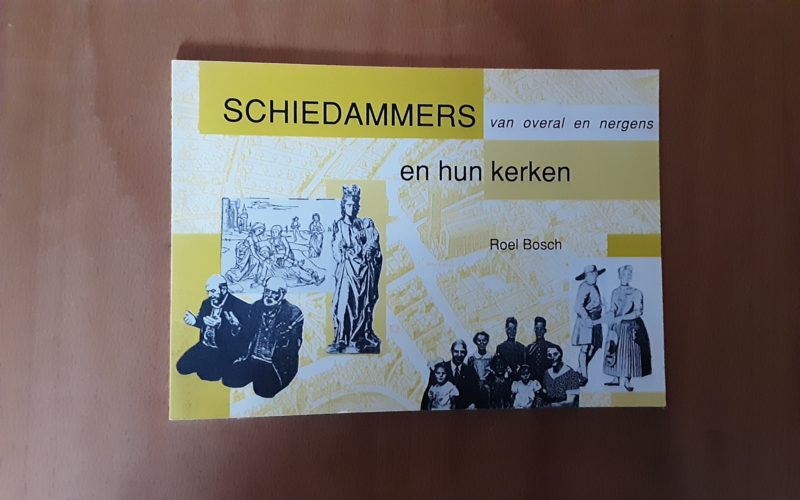 SCHIEDAMMERS van overal en nergens
en hun kerken
Roel Bosch